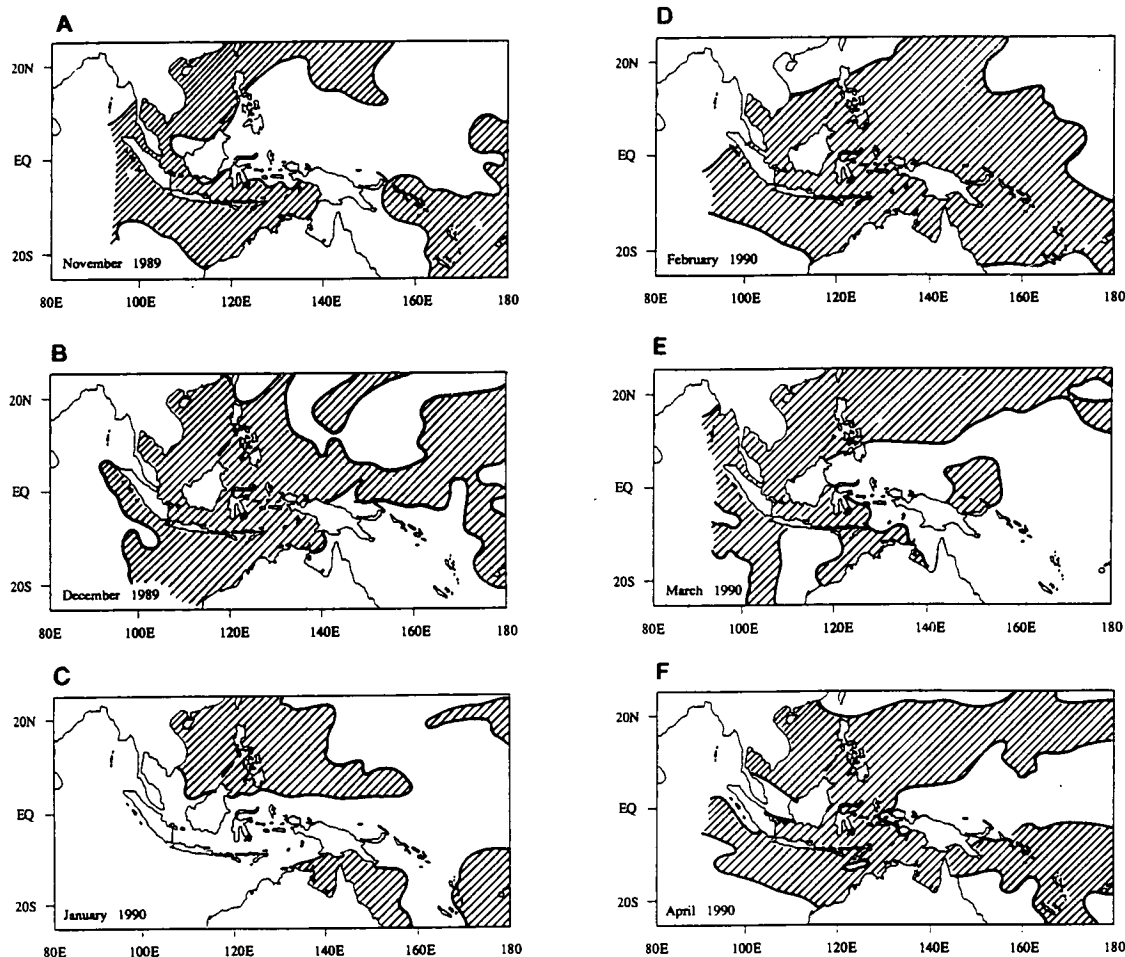 A
20N
EQ
20S
November 1989
80E 100E 120E 140E 160E 180
B
20N
EQ
20S
December 1989
80E 100E 120E 140E 160E 180
C
20N
EQ
20S
January 1990
80E 100E 120E 140E 160E 180
D
20N
EQ
20S
February 1990
80E 100E 120E 140E 160E 180
E
20N
EQ
20S
March 1990
80E 100E 120E 140E 160E 180
F
20N
EQ
20S
April 1990
80E 100E 120E 140E 160E 180